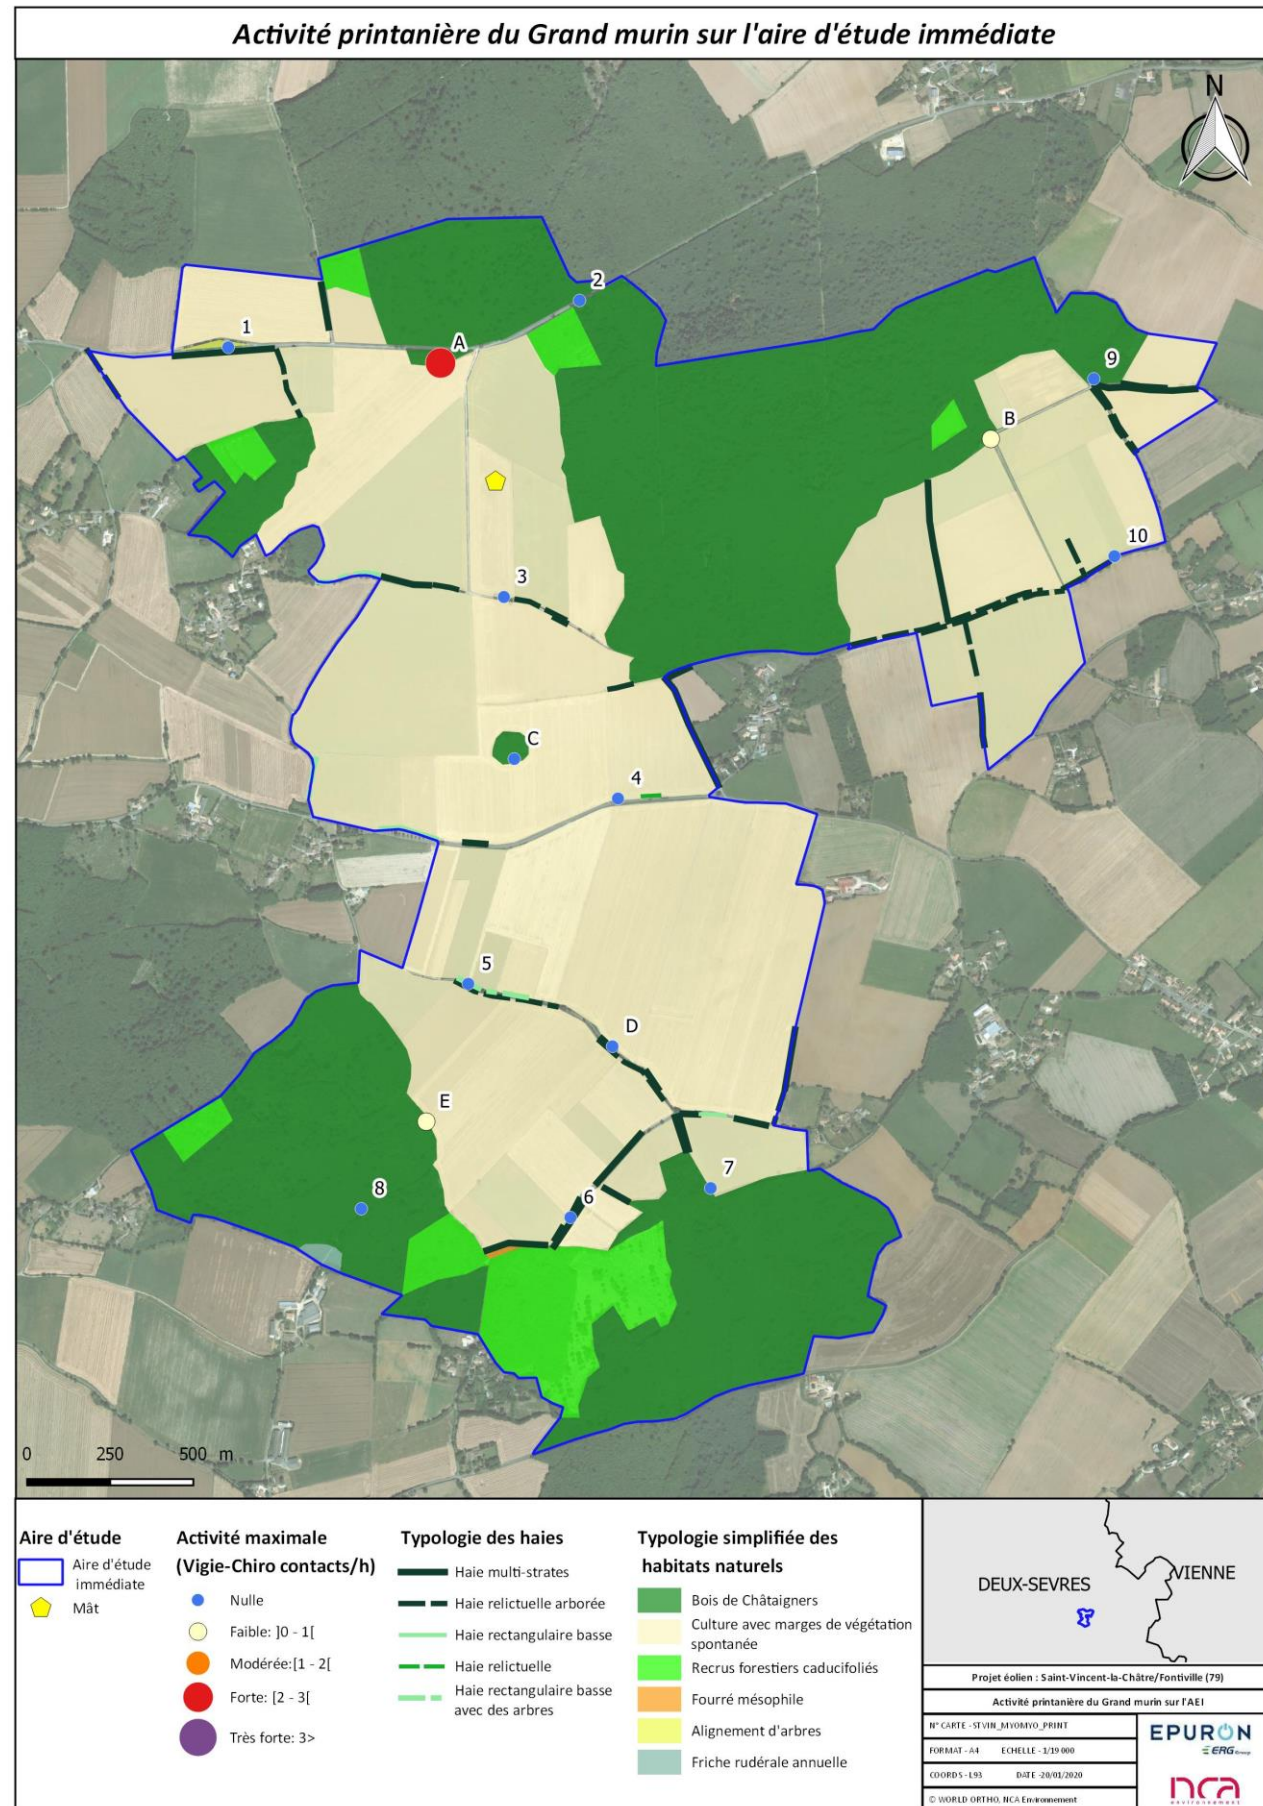 Activité printanière du Grand murin sur l'aire d'étude immédiate
N
2
1
A
9
B
10
3
C
4
5
D
E
7
8
6
0 250 500 m
Aire d'étude
Aire d'étude
immédiate
Mât
Activité maximale
(Vigie-Chiro contacts/h)
Nulle
Faible: ]0 - 1[
Modérée:[1 - 2[
Forte: [2 - 3[
Très forte: 3>
Typologie des haies
Haie multi-strates
Haie relictuelle arborée
Haie rectangulaire basse
Haie relictuelle
Haie rectangulaire basse
avec des arbres
Typologie simplifiée des
habitats naturels
Bois de Châtaigners
Culture avec marges de végétation
spontanée
Recrus forestiers caducifoliés
Fourré mésophile
Alignement d'arbres
Friche rudérale annuelle
DEUX-SEVRES
VIENNE
Projet éolien : Saint-Vincent-la-Châtre/Fontiville (79)
Activité printanière du Grand murin sur l'AEI
N° CARTE - STVIN_MYOMYO_PRINT
FORMAT - A4 ECHELLE - 1/19 000
COORDS - L93 DATE - 20/01/2020
© WORLD ORTHO, NCA Environnement
EPURON
ERG Group
nca
environnement